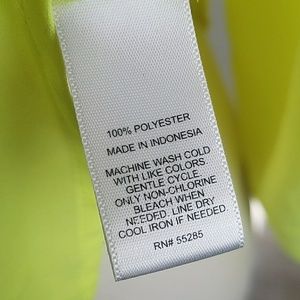 100% POLYESTER
MADE IN INDONESIA
MACHINE WASH COLD
WITH LIKE COLORS.
GENTLE CYCLE.
ONLY NON-CHLORINE
BLEACH WHEN
NEEDED. LINE DRY
COOL IRON IF NEEDED.
RN# 55285